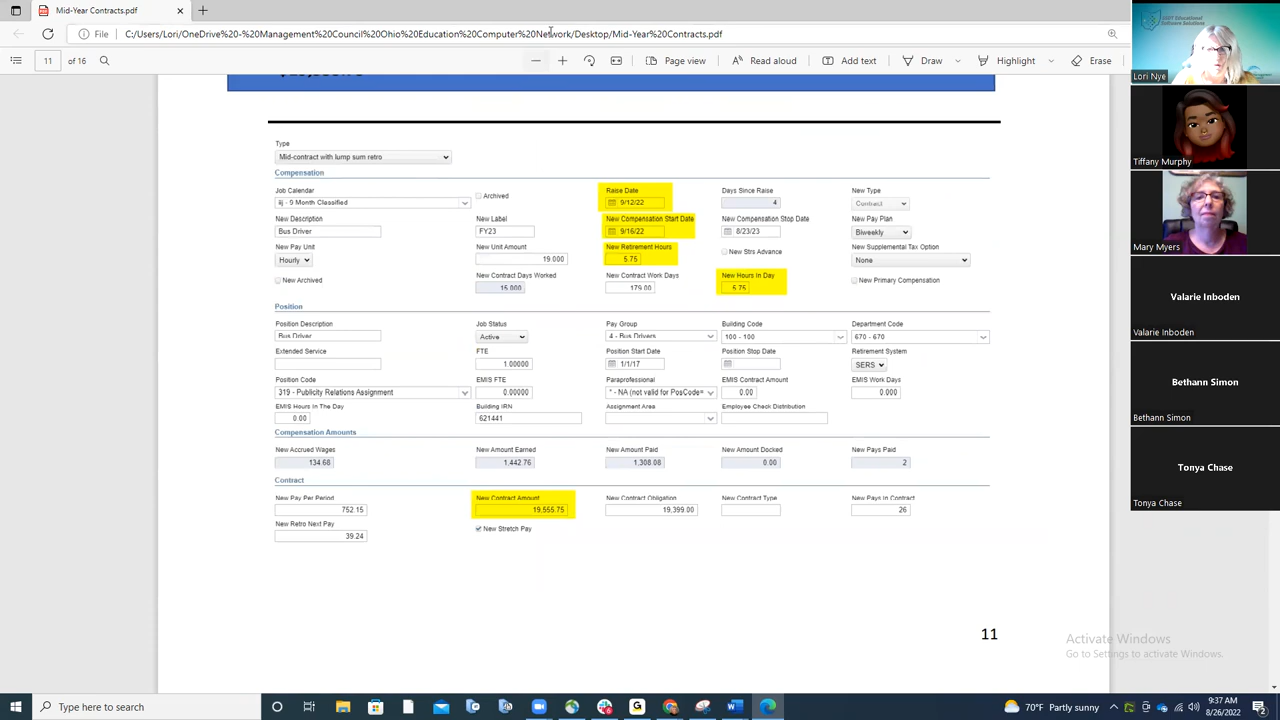 Mid-Year Contracts.pdf
File
C:/Users/Lori/OneDrive%20-%20Management%20Council%20Ohio%20Education%20Computer%20Network/Desktop/Mid-Year%20Contracts.pdf
11 of 16
Page view
Read aloud
Add text
Draw
Highlight
Erase
Type
Mid-contract with lump sum retro
Compensation
Job Calendar
Archived
Raise Date
Days Since Raise
New Type
- 9 Month Classified
9/12/22
4
Contract
New Description
New Label
New Compensation Start Date
New Compensation Stop Date
New Pay Plan
Bus Driver
FY23
9/16/22
8/23/23
Biweekly
New Pay Unit
New Unit Amount
New Retirement Hours
New Strs Advance
New Supplemental Tax Option
Hourly
19.000
5.75
None
New Archived
New Contract Days Worked
New Contract Work Days
New Hours In Day
New Primary Compensation
15.000
179.00
5.75
Position
Position Description
Job Status
Pay Group
Building Code
Department Code
Bus Driver
Active
4 - Bus Drivers
100 - 100
670 - 670
Extended Service
FTE
Position Start Date
Position Stop Date
Retirement System
1.00000
1/1/17
SERS
Position Code
EMIS FTE
Paraprofessional
EMIS Contract Amount
EMIS Work Days
319 - Publicity Relations Assignment
0.00000
* - NA (not valid for PosCode=
0.00
0.000
EMIS Hours In The Day
Building IRN
Assignment Area
Employee Check Distribution
0.00
621441
Compensation Amounts
New Accrued Wages
New Amount Earned
New Amount Paid
New Amount Docked
New Pays Paid
134.68
1,442.76
1,308.08
0.00
2
Contract
New Pay Per Period
New Contract Amount
New Contract Obligation
New Contract Type
New Pays In Contract
752.15
19,555.75
19,399.00
26
New Retro Next Pay
New Stretch Pay
39.24
11
Activate Windows
Go to Settings to activate Windows.
Lori Nye
Tiffany Murphy
Mary Myers
Valarie Inboden
Valarie Inboden
Bethann Simon
Bethann Simon
Tonya Chase
Tonya Chase
Type here to search
70°F Partly sunny
9:37 AM
8/26/2022